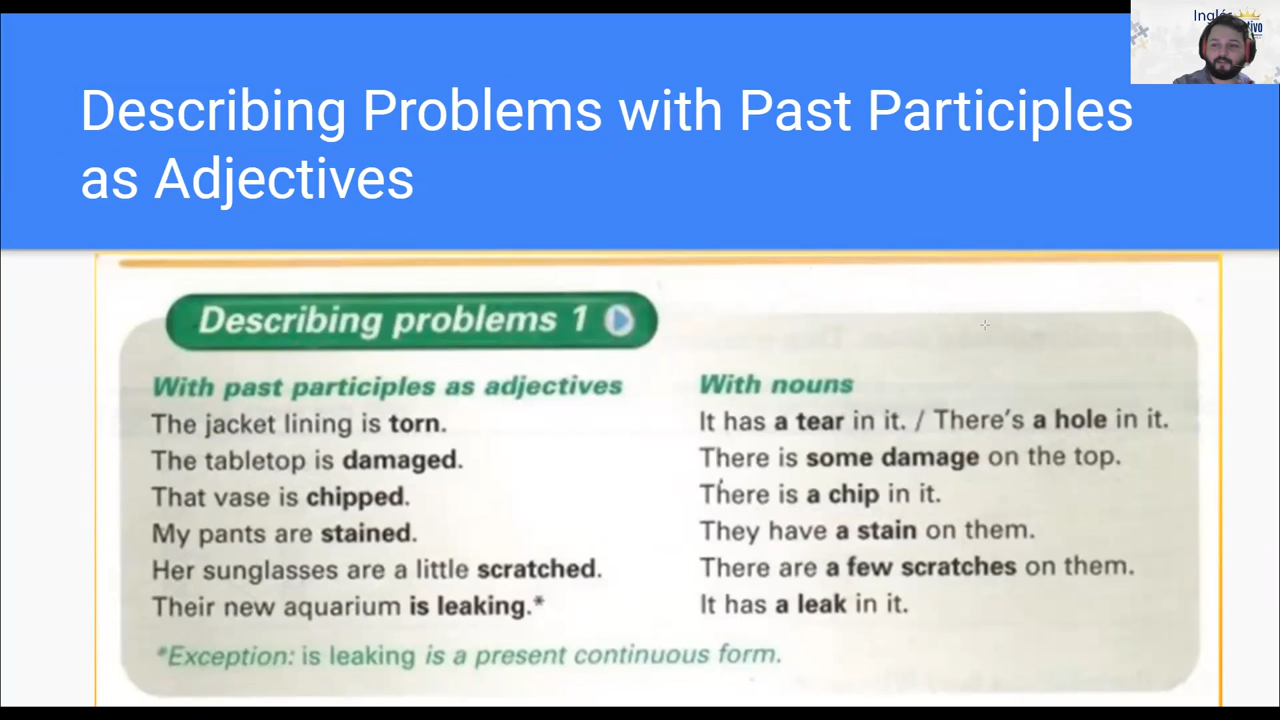 Inglés
Describing Problems with Past Participles
as Adjectives
Describing problems 1
With past participles as adjectives
The jacket lining is torn.
The tabletop is damaged.
That vase is chipped.
My pants are stained.
Her sunglasses are a little scratched.
Their new aquarium is leaking.*
With nouns
It has a tear in it. / There's a hole in it.
There is some damage on the top.
There is a chip in it.
They have a stain on them.
There are a few scratches on them.
It has a leak in it.
*Exception: is leaking is a present continuous form.